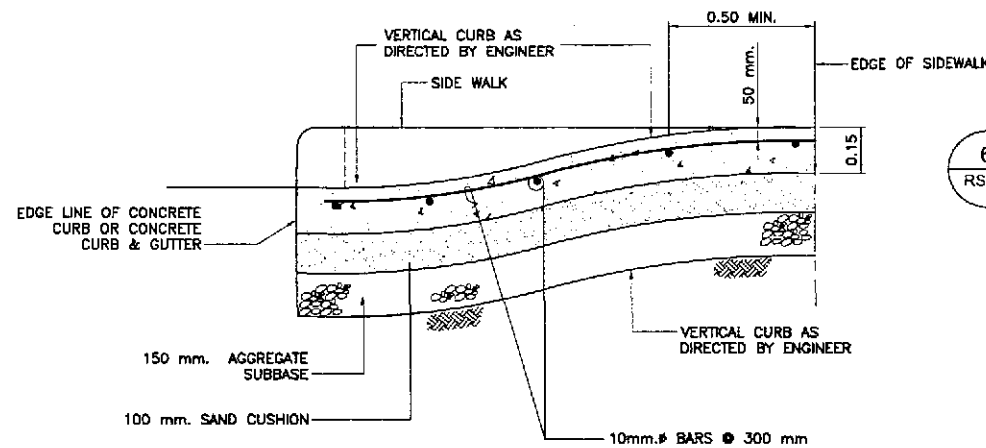 0.50 MIN.
VERTICAL CURB AS
DIRECTED BY ENGINEER
50 mm.
EDGE OF SIDEWALK
SIDE WALK
0.15
6
RS
EDGE LINE OF CONCRETE
CURB OR CONCRETE
CURB & GUTTER
VERTICAL CURB AS
DIRECTED BY ENGINEER
150 mm. AGGREGATE
SUBBASE
100 mm. SAND CUSHION
10mm.ø BARS @ 300 mm